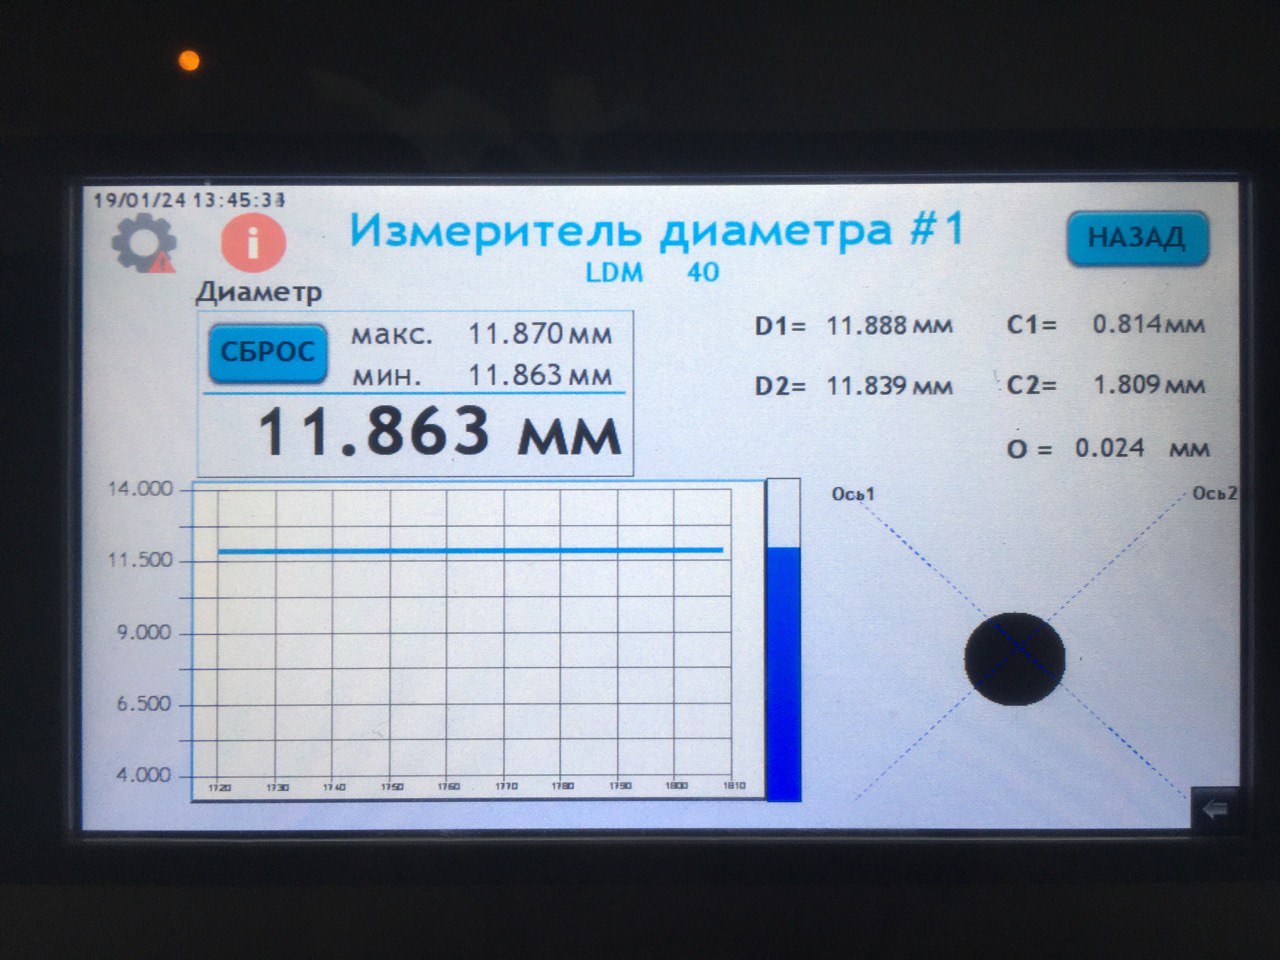 19/01/24 13:45:
Измеритель диаметра #1
LDM 40
НАЗАД
Диаметр
СБРОС
макс. 11.870 мм
мин. 11.863 мм
11.863 мм
D1= 11.888 мм C1= 0.814 мм
D2= 11.839 мм C2= 1.809 мм
O = 0.024 мм
14.000
11.500
9.000
6.500
4.000
1720 1730 1740 1750 1760 1770 1780 1790 1800 1810
Ось1 Ось2